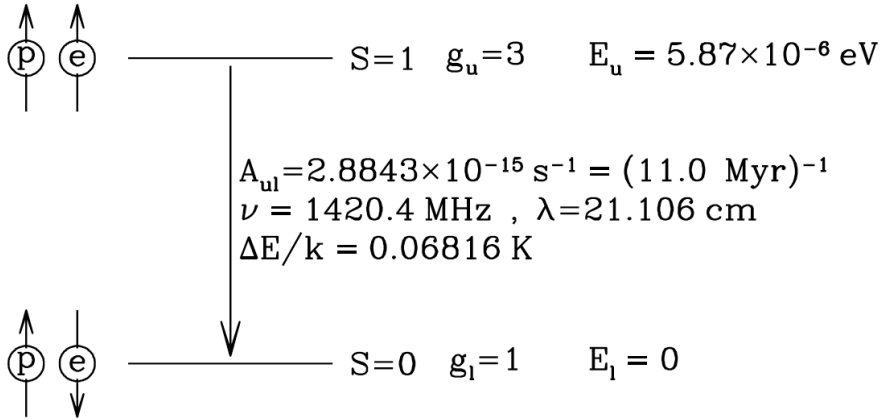 p e S=1 g_u=3 E_u = 5.87×10⁻⁶ eV
A_ul=2.8843×10⁻¹⁵ s⁻¹ = (11.0 Myr)⁻¹
ν = 1420.4 MHz , λ=21.106 cm
ΔE/k = 0.06816 K
p e S=0 g_l=1 E_l = 0